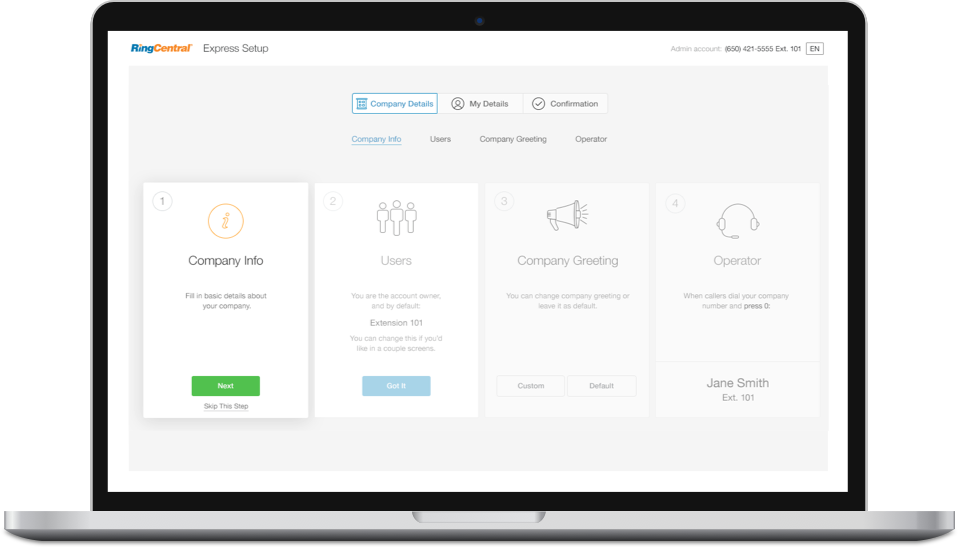 RingCentral Express Setup
Admin account: (650) 421-5555 Ext. 101 EN
Company Details My Details Confirmation
Company Info Users Company Greeting Operator
1
Company Info
Fill in basic details about
your company.
Next
Skip This Step
2
Users
You are the account owner,
and by default:
Extension 101
You can change this if you'd
like in a couple screens.
Got It
3
Company Greeting
You can change company greeting or
leave it as default.
Custom Default
4
Operator
When callers dial your company
number and press 0:
Jane Smith
Ext. 101